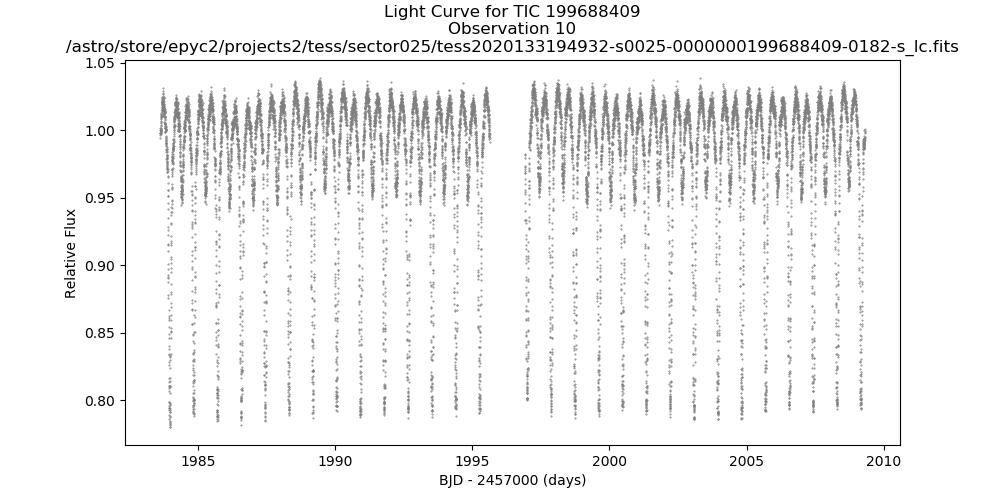 Light Curve for TIC 199688409
Observation 10
/astro/store/epyc2/projects2/tess/sector025/tess2020133194932-s0025-0000000199688409-0182-s_lc.fits
1.05
1.00
0.95
0.90
0.85
0.80
Relative Flux
1985
1990
1995
2000
2005
2010
BJD - 2457000 (days)